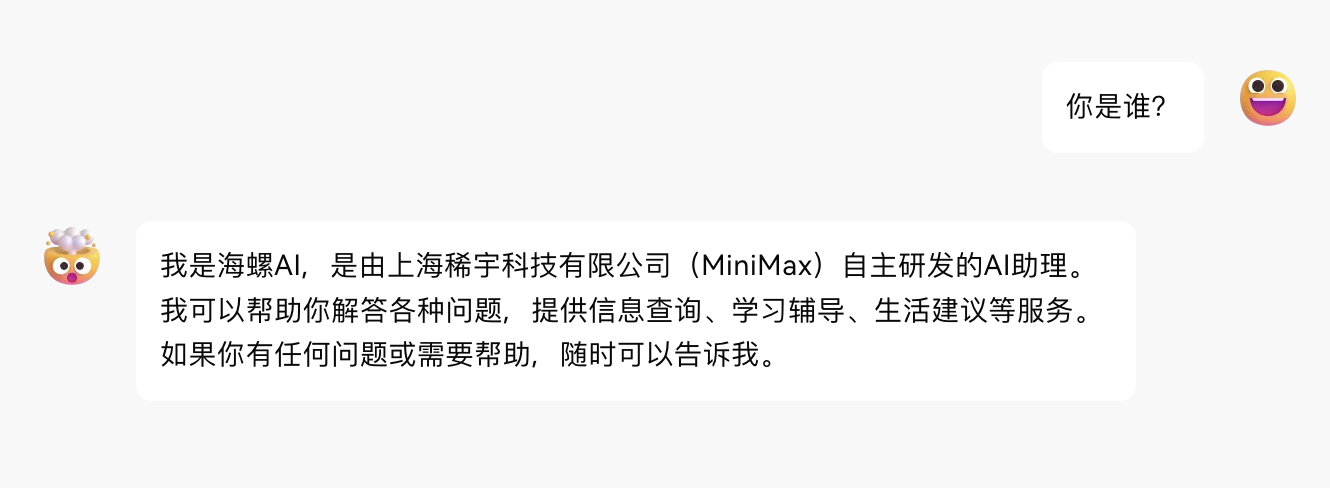 你是谁？
我是海螺AI，是由上海稀宇科技有限公司（MiniMax）自主研发的AI助理。
我可以帮助你解答各种问题，提供信息查询、学习辅导、生活建议等服务。
如果你有任何问题或需要帮助，随时可以告诉我。